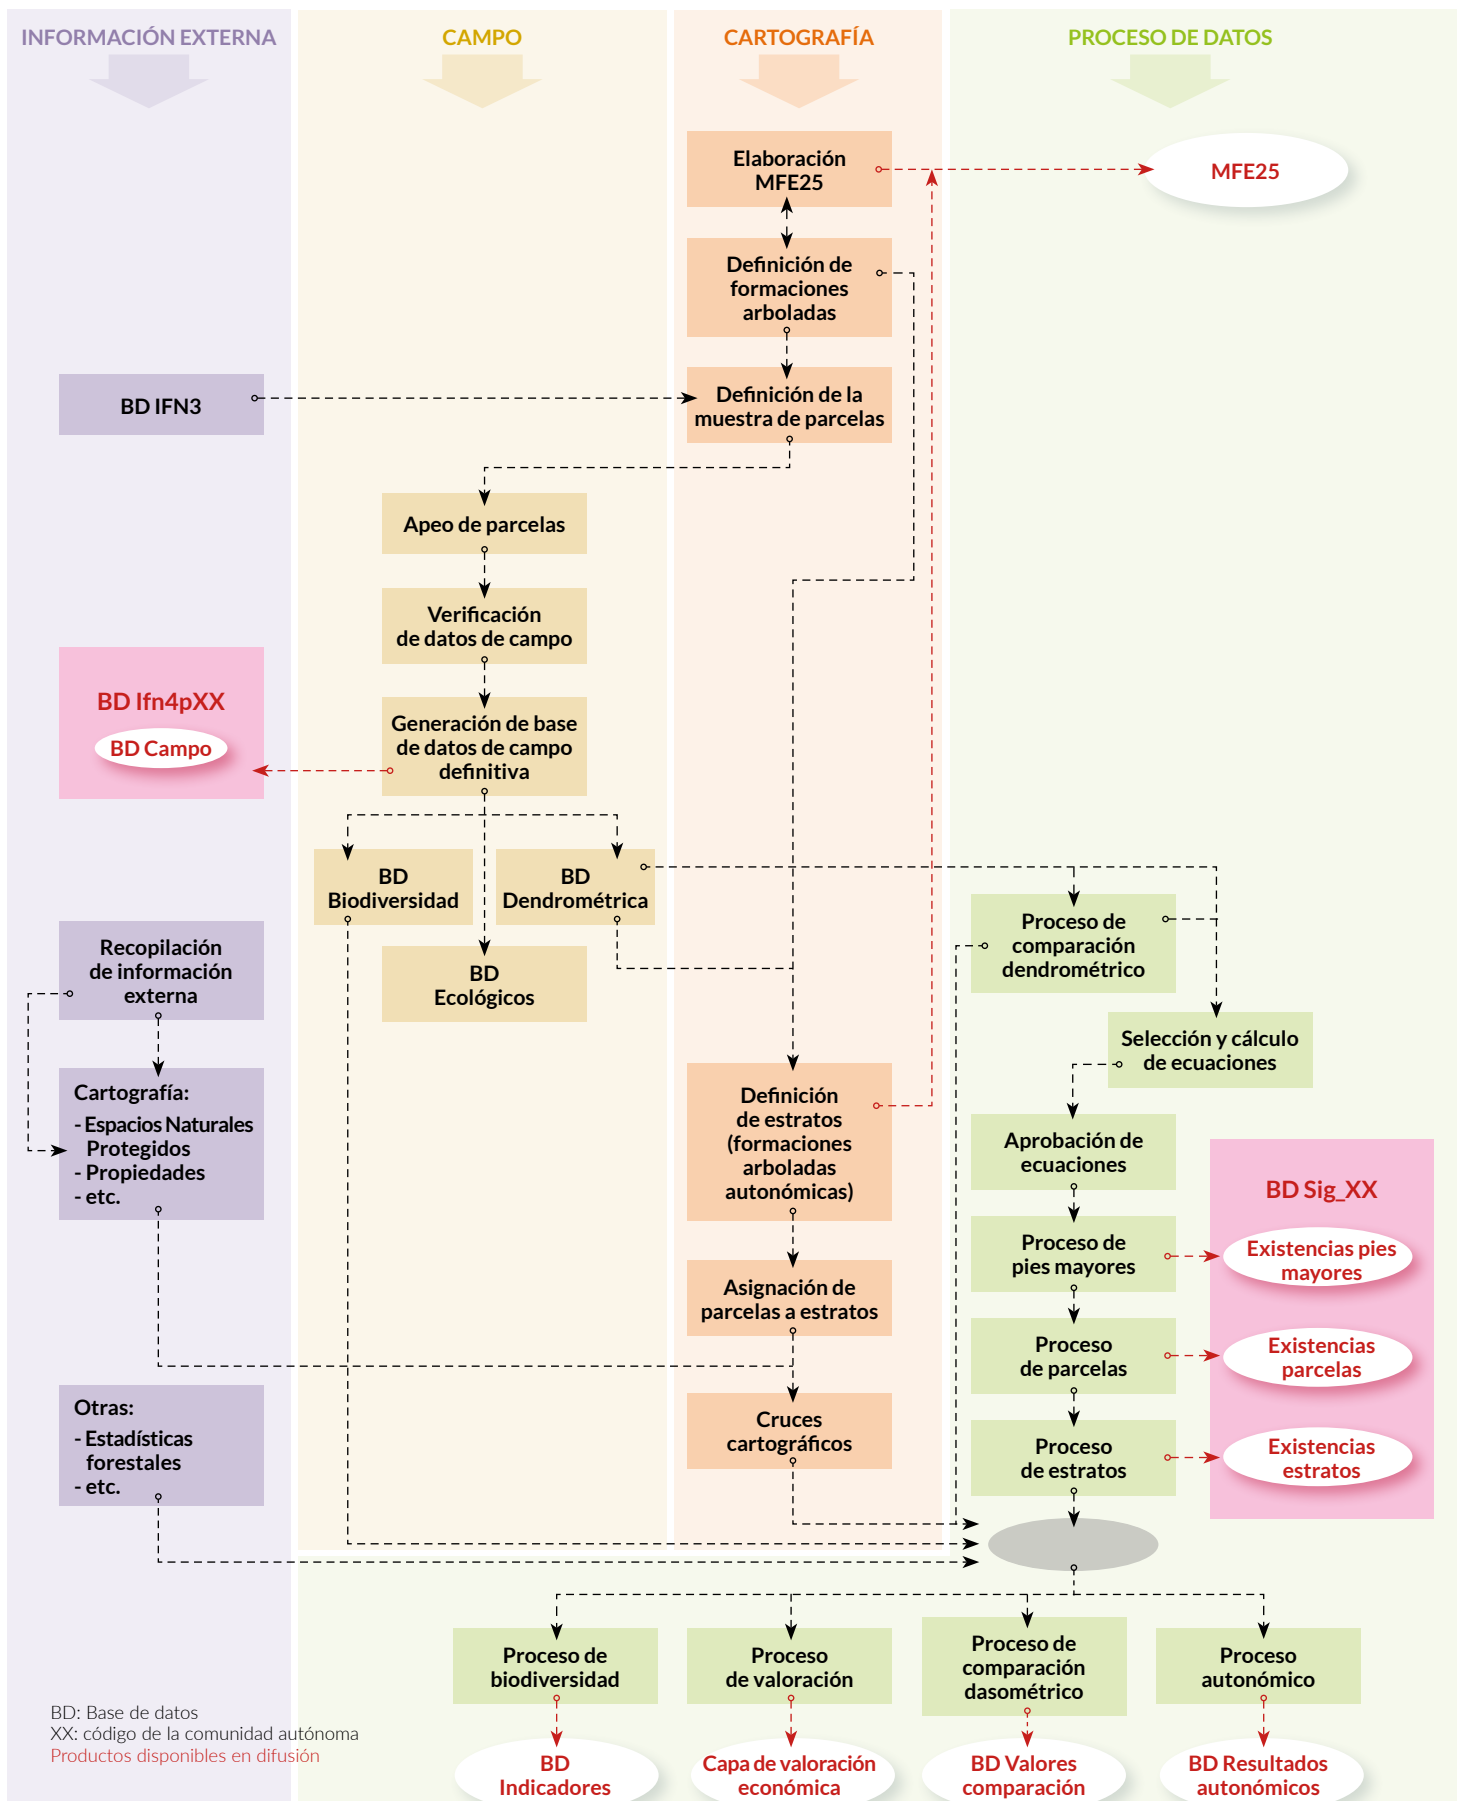 INFORMACIÓN EXTERNA
CAMPO
CARTOGRAFÍA
PROCESO DE DATOS
Elaboración
MFE25
MFE25
Definición de
formaciones
arboladas
BD IFN3
Definición de la
muestra de parcelas
Apeo de parcelas
Verificación
de datos de campo
BD Ifn4pXX
BD Campo
Generación de base
de datos de campo
definitiva
BD
Biodiversidad
BD
Dendrométrica
BD
Ecológicos
Proceso de
comparación
dendrométrico
Recopilación
de información
externa
Selección y cálculo
de ecuaciones
Cartografía:
- Espacios Naturales
Protegidos
- Propiedades
- etc.
Definición
de estratos
(formaciones
arboladas
autonómicas)
Aprobación de
ecuaciones
BD Sig_XX
Proceso de
pies mayores
Existencias pies
mayores
Asignación de
parcelas a estratos
Proceso
de parcelas
Existencias
parcelas
Otras:
- Estadísticas
forestales
- etc.
Cruces
cartográficos
Proceso
de estratos
Existencias
estratos
Proceso de
biodiversidad
Proceso
de valoración
Proceso de
comparación
dasométrico
Proceso
autonómico
BD: Base de datos
XX: código de la comunidad autónoma
Productos disponibles en difusión
BD
Indicadores
Capa de valoración
económica
BD Valores
comparación
BD Resultados
autonómicos